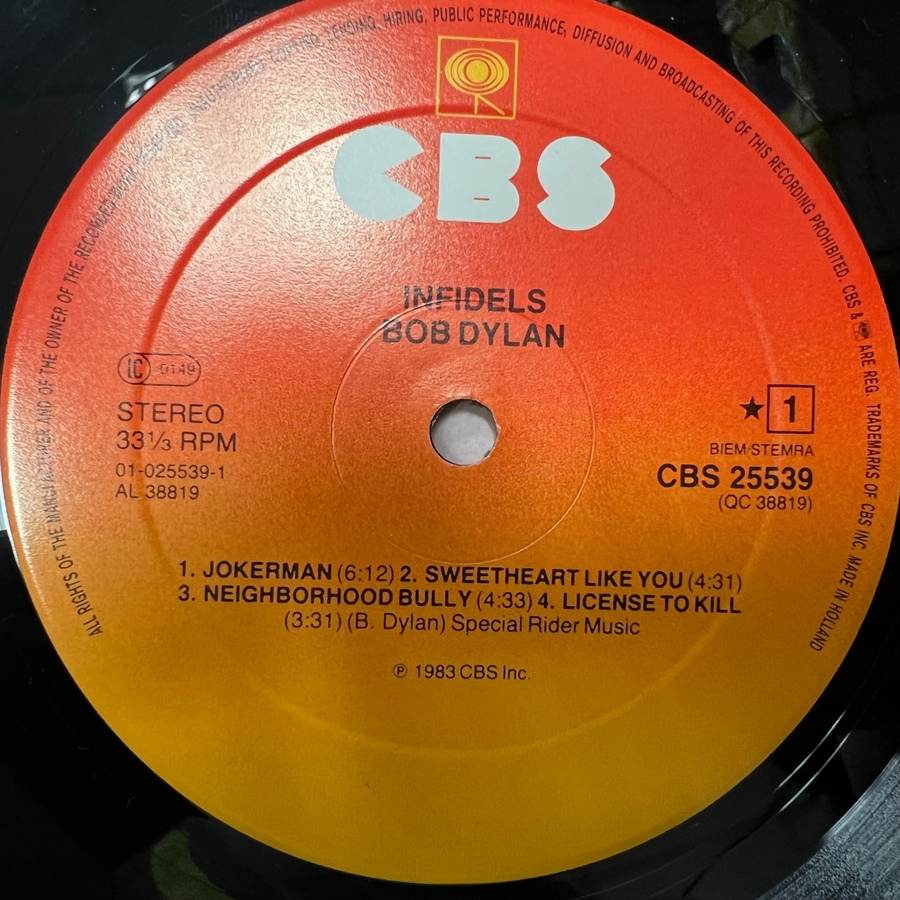 ALL RIGHTS OF THE MANUFACTURER AND OF THE OWNER OF THE RECORDED WORK RESERVED. UNAUTHORISED COPYING, LENDING, HIRING, PUBLIC PERFORMANCE, DIFFUSION AND BROADCASTING OF THIS RECORDING PROHIBITED. CBS & ARE REG. TRADEMARKS OF CBS INC. MADE IN HOLLAND
CBS
INFIDELS
BOB DYLAN
IC 0149
STEREO
33⅓ RPM
01-025539-1
AL 38819
★ 1
BIEM/STEMRA
CBS 25539
(QC 38819)
1. JOKERMAN (6:12) 2. SWEETHEART LIKE YOU (4:31)
3. NEIGHBORHOOD BULLY (4:33) 4. LICENSE TO KILL
(3:31) (B. Dylan) Special Rider Music
℗ 1983 CBS Inc.